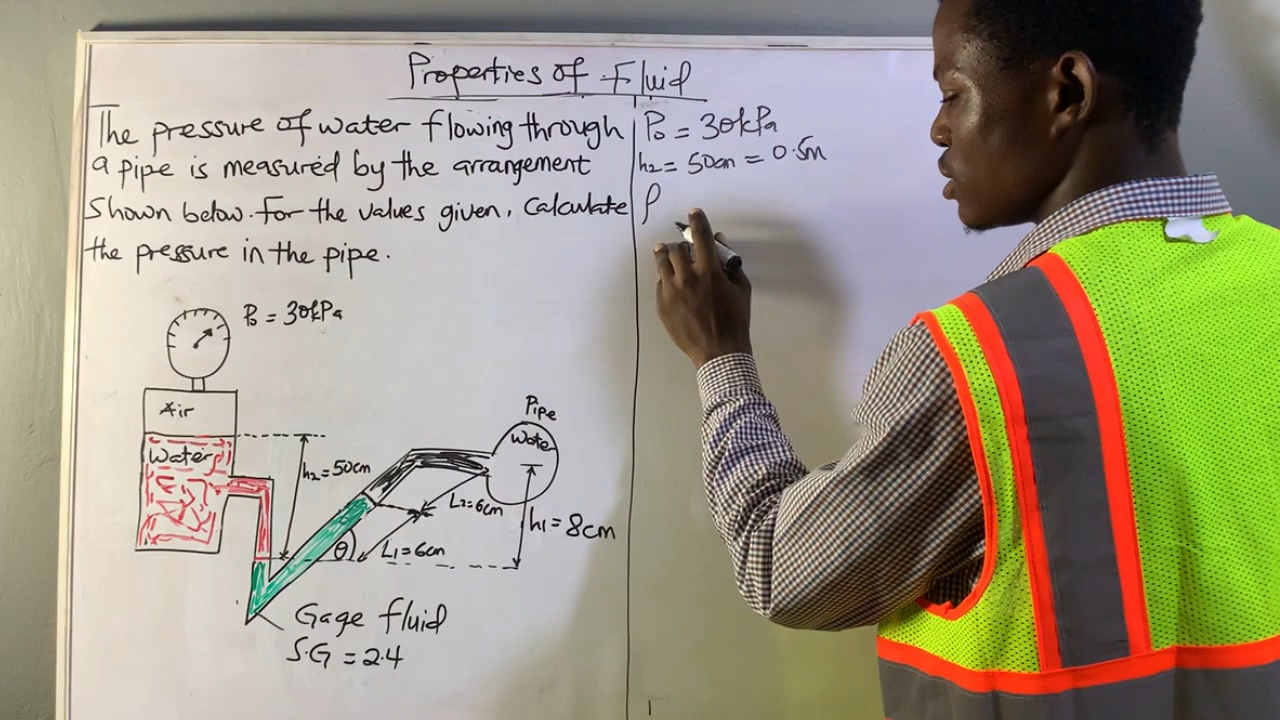 Properties of Fluid
The pressure of water flowing through
a pipe is measured by the arrangement
Shown below. For the values given, Calculate
the pressure in the pipe.
P₀ = 30kPa
h₂ = 50cm = 0.5m
ρ
P₀ = 30kPa
Air
Water
h₂ = 50cm
Pipe
Water
L₂ = 6cm
h₁ = 8cm
θ
L₁ = 6cm
Gage fluid
S.G = 2.4